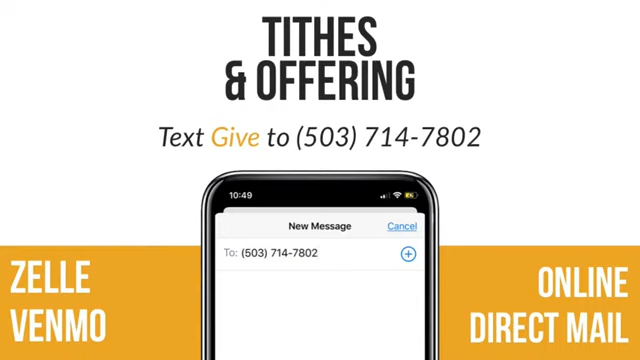 TITHES
& OFFERING
Text Give to (503) 714-7802
10:49
New Message
Cancel
To: (503) 714-7802
ZELLE
VENMO
ONLINE
DIRECT MAIL